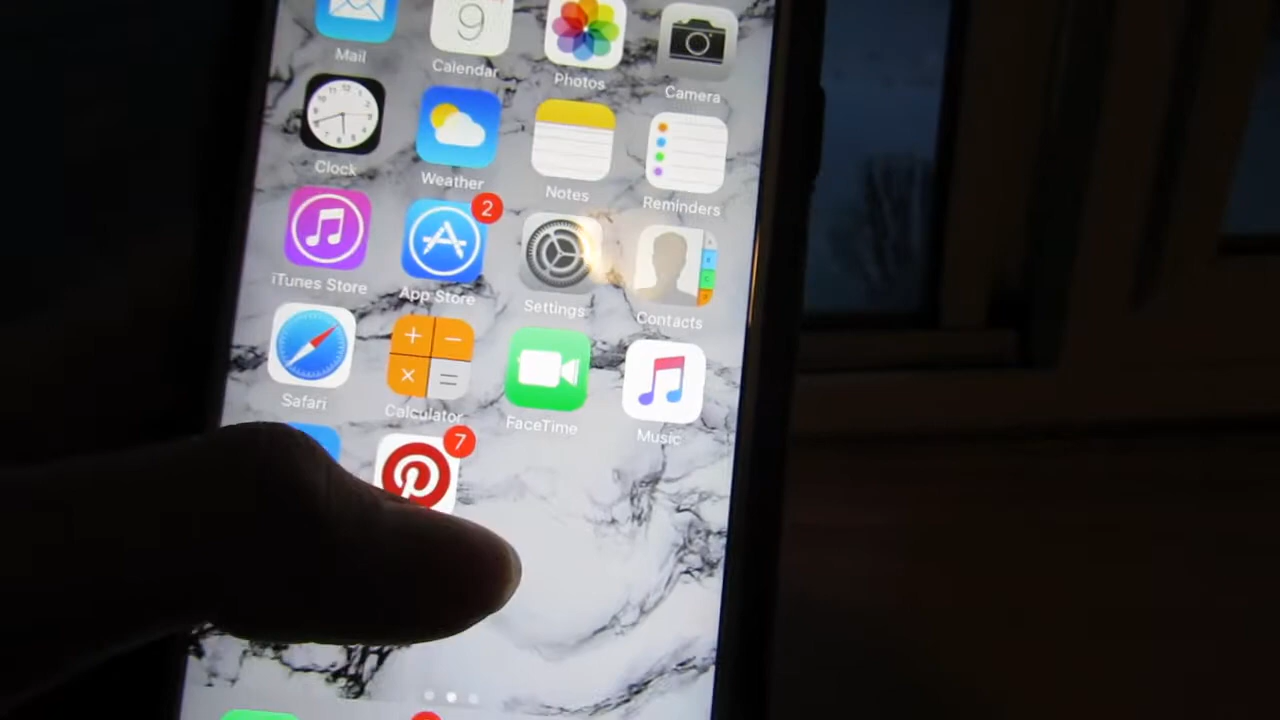 9
Mail
Calendar
Photos
Camera
Clock
Weather
Notes
Reminders
2
iTunes Store
App Store
Settings
Contacts
+ −
× =
Safari
Calculator
FaceTime
Music
7